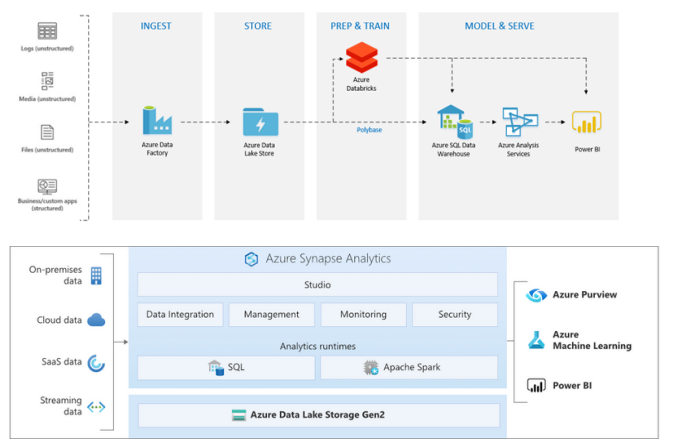 INGEST
STORE
PREP & TRAIN
MODEL & SERVE
Logs (unstructured)
Media (unstructured)
Files (unstructured)
Business/custom apps
(structured)
Azure Data
Factory
Azure Data
Lake Store
Azure
Databricks
Polybase
SQL
Azure SQL Data
Warehouse
Azure Analysis
Services
Power BI
On-premises
data
Cloud data
SaaS data
Streaming
data
Azure Synapse Analytics
Studio
Data Integration
Management
Monitoring
Security
Analytics runtimes
SQL
Apache Spark
Azure Data Lake Storage Gen2
Azure Purview
Azure
Machine Learning
Power BI